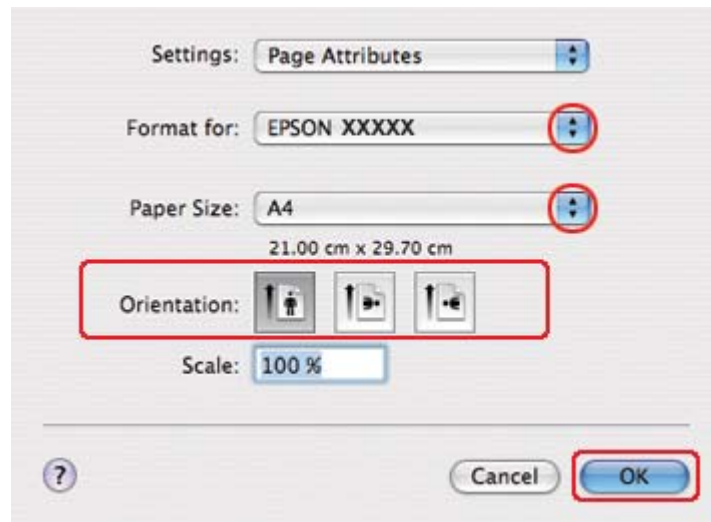 Settings: Page Attributes
Format for: EPSON XXXXX
Paper Size: A4
21.00 cm x 29.70 cm
Orientation:
Scale: 100 %
? Cancel OK